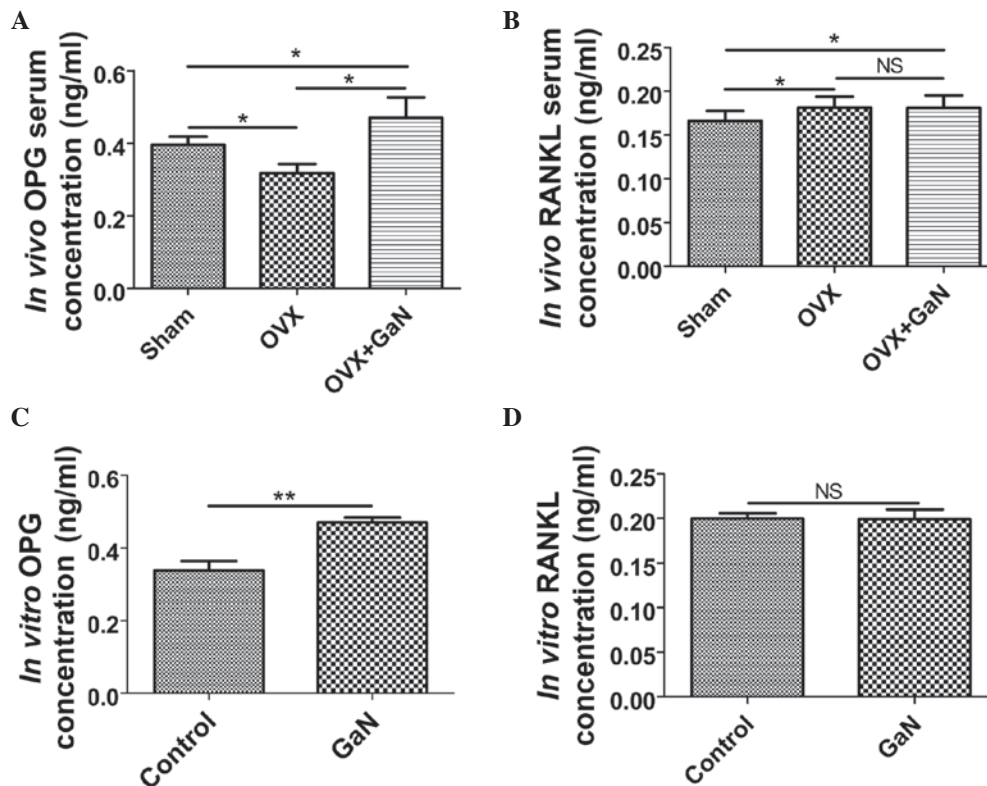 A
In vivo OPG serum
concentration (ng/ml)
0.6
0.4
0.2
0.0
*
*
*
Sham
OVX
OVX+GaN
B
In vivo RANKL serum
concentration (ng/ml)
0.25
0.20
0.15
0.10
0.05
0.00
*
NS
*
Sham
OVX
OVX+GaN
C
In vitro OPG
concentration (ng/ml)
0.6
0.4
0.2
0.0
**
Control
GaN
D
In vitro RANKL
concentration (ng/ml)
0.25
0.20
0.15
0.10
0.05
0.00
NS
Control
GaN